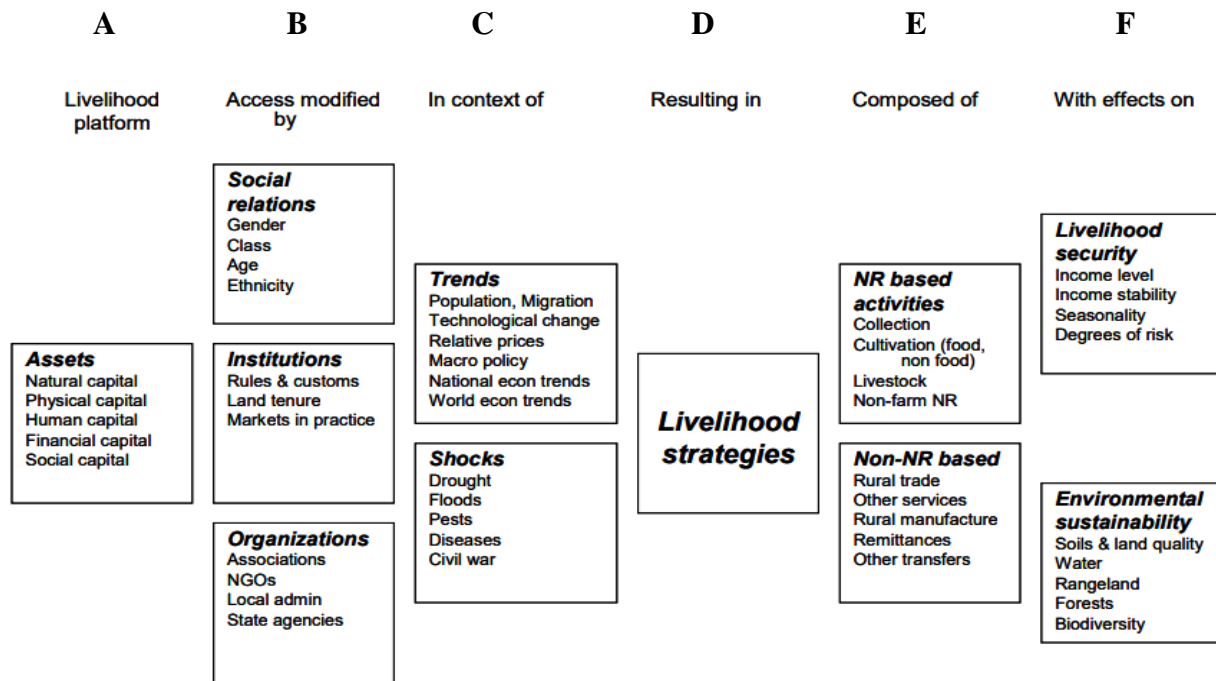 A
B
C
D
E
F
Livelihood
platform
Access modified
by
In context of
Resulting in
Composed of
With effects on
Assets
Natural capital
Physical capital
Human capital
Financial capital
Social capital
Social
relations
Gender
Class
Age
Ethnicity
Institutions
Rules & customs
Land tenure
Markets in practice
Organizations
Associations
NGOs
Local admin
State agencies
Trends
Population, Migration
Technological change
Relative prices
Macro policy
National econ trends
World econ trends
Shocks
Drought
Floods
Pests
Diseases
Civil war
Livelihood
strategies
NR based
activities
Collection
Cultivation (food,
non food)
Livestock
Non-farm NR
Non-NR based
Rural trade
Other services
Rural manufacture
Remittances
Other transfers
Livelihood
security
Income level
Income stability
Seasonality
Degrees of risk
Environmental
sustainability
Soils & land quality
Water
Rangeland
Forests
Biodiversity